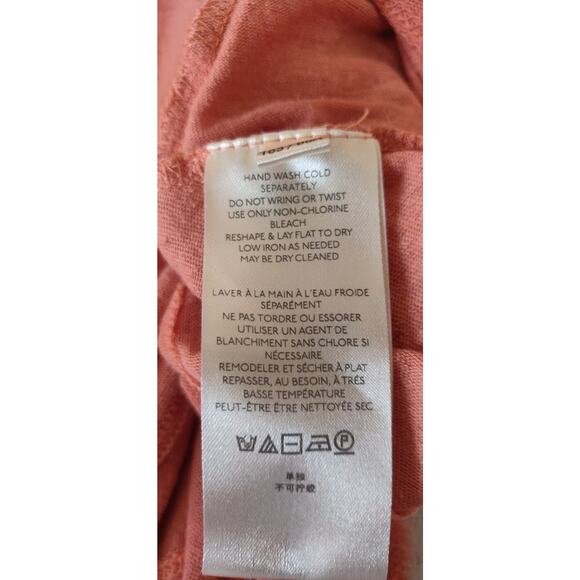 HAND WASH COLD
SEPARATELY
DO NOT WRING OR TWIST
USE ONLY NON-CHLORINE
BLEACH
RESHAPE & LAY FLAT TO DRY
LOW IRON AS NEEDED
MAY BE DRY CLEANED
LAVER À LA MAIN À L'EAU FROIDE
SÉPARÉMENT
NE PAS TORDRE OU ESSORER
UTILISER UN AGENT DE
BLANCHIMENT SANS CHLORE SI
NÉCESSAIRE
REMODELER ET SÉCHER À PLAT
REPASSER, AU BESOIN, À TRÉS
BASSE TEMPÉRATURE
PEUT-ÊTRE ÊTRE NETTOYÉE SEC
P
单独
不可拧绞